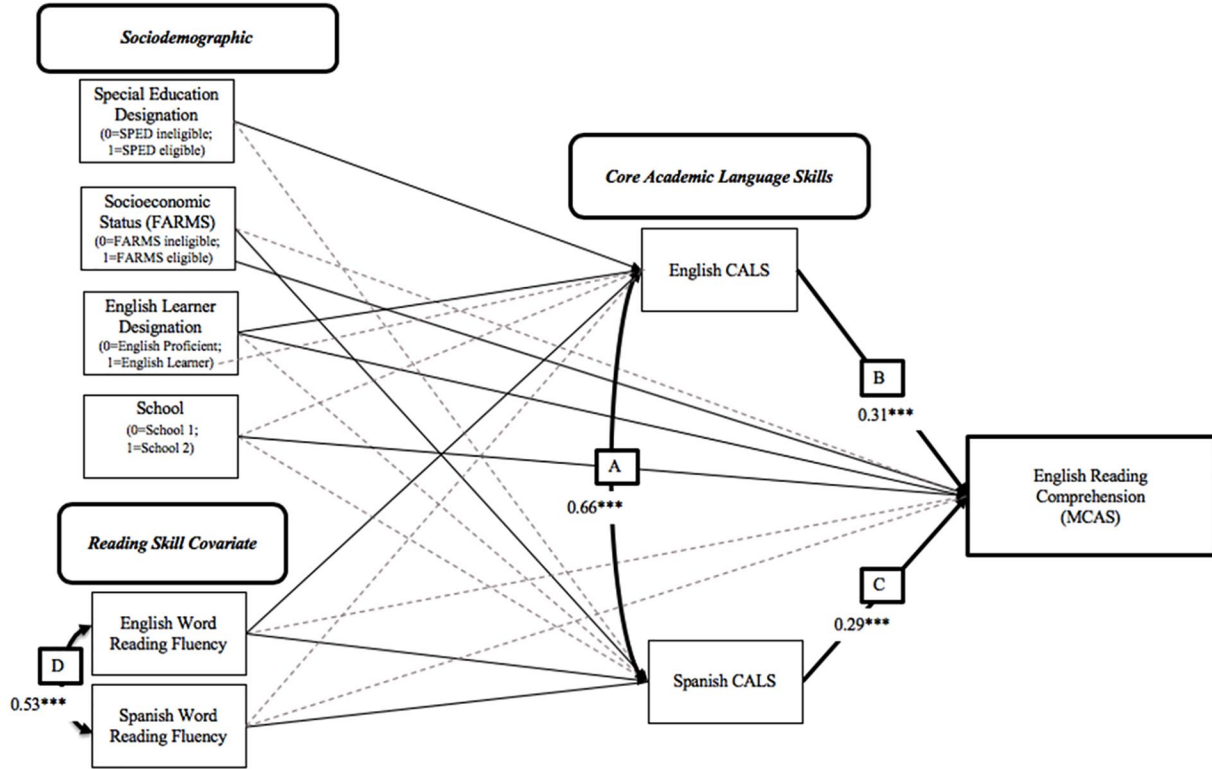 Sociodemographic
Special Education
Designation
(0=SPED ineligible;
1=SPED eligible)
Socioeconomic
Status (FARMS)
(0=FARMS ineligible;
1=FARMS eligible)
English Learner
Designation
(0=English Proficient;
1=English Learner)
School
(0=School 1;
1=School 2)
Reading Skill Covariate
English Word
Reading Fluency
D
0.53***
Spanish Word
Reading Fluency
Core Academic Language Skills
English CALS
A
0.66***
Spanish CALS
B
0.31***
C
0.29***
English Reading
Comprehension
(MCAS)